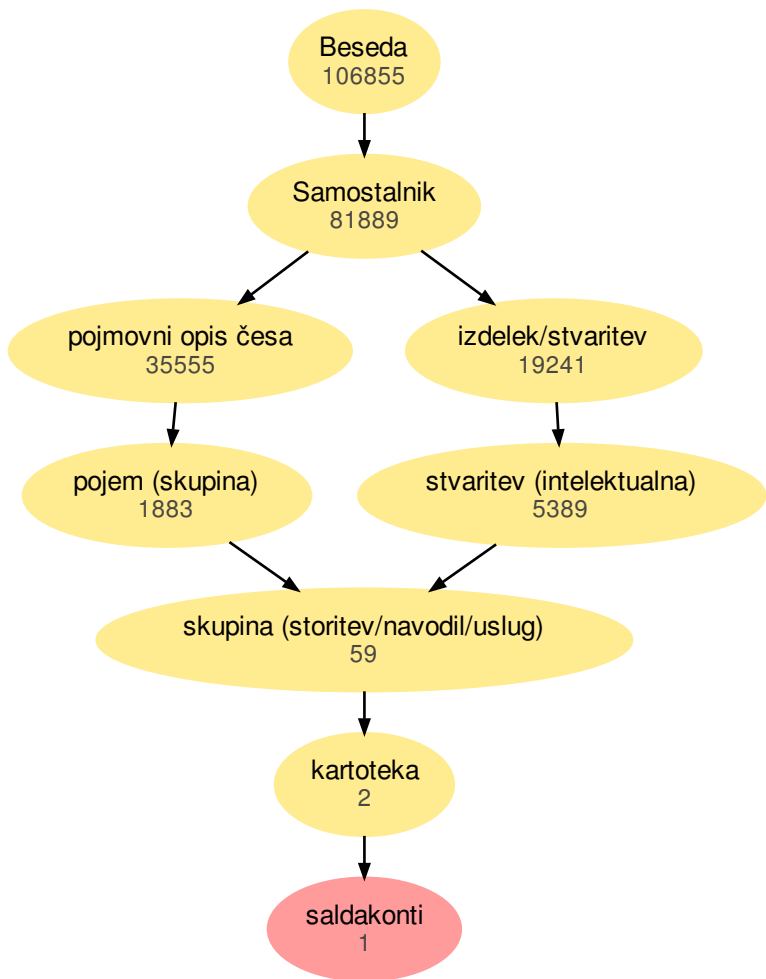 Beseda
106855
Samostalnik
81889
pojmovni opis česa
35555
izdelek/stvaritev
19241
pojem (skupina)
1883
stvaritev (intelektualna)
5389
skupina (storitev/navodil/uslug)
59
kartoteka
2
saldakonti
1